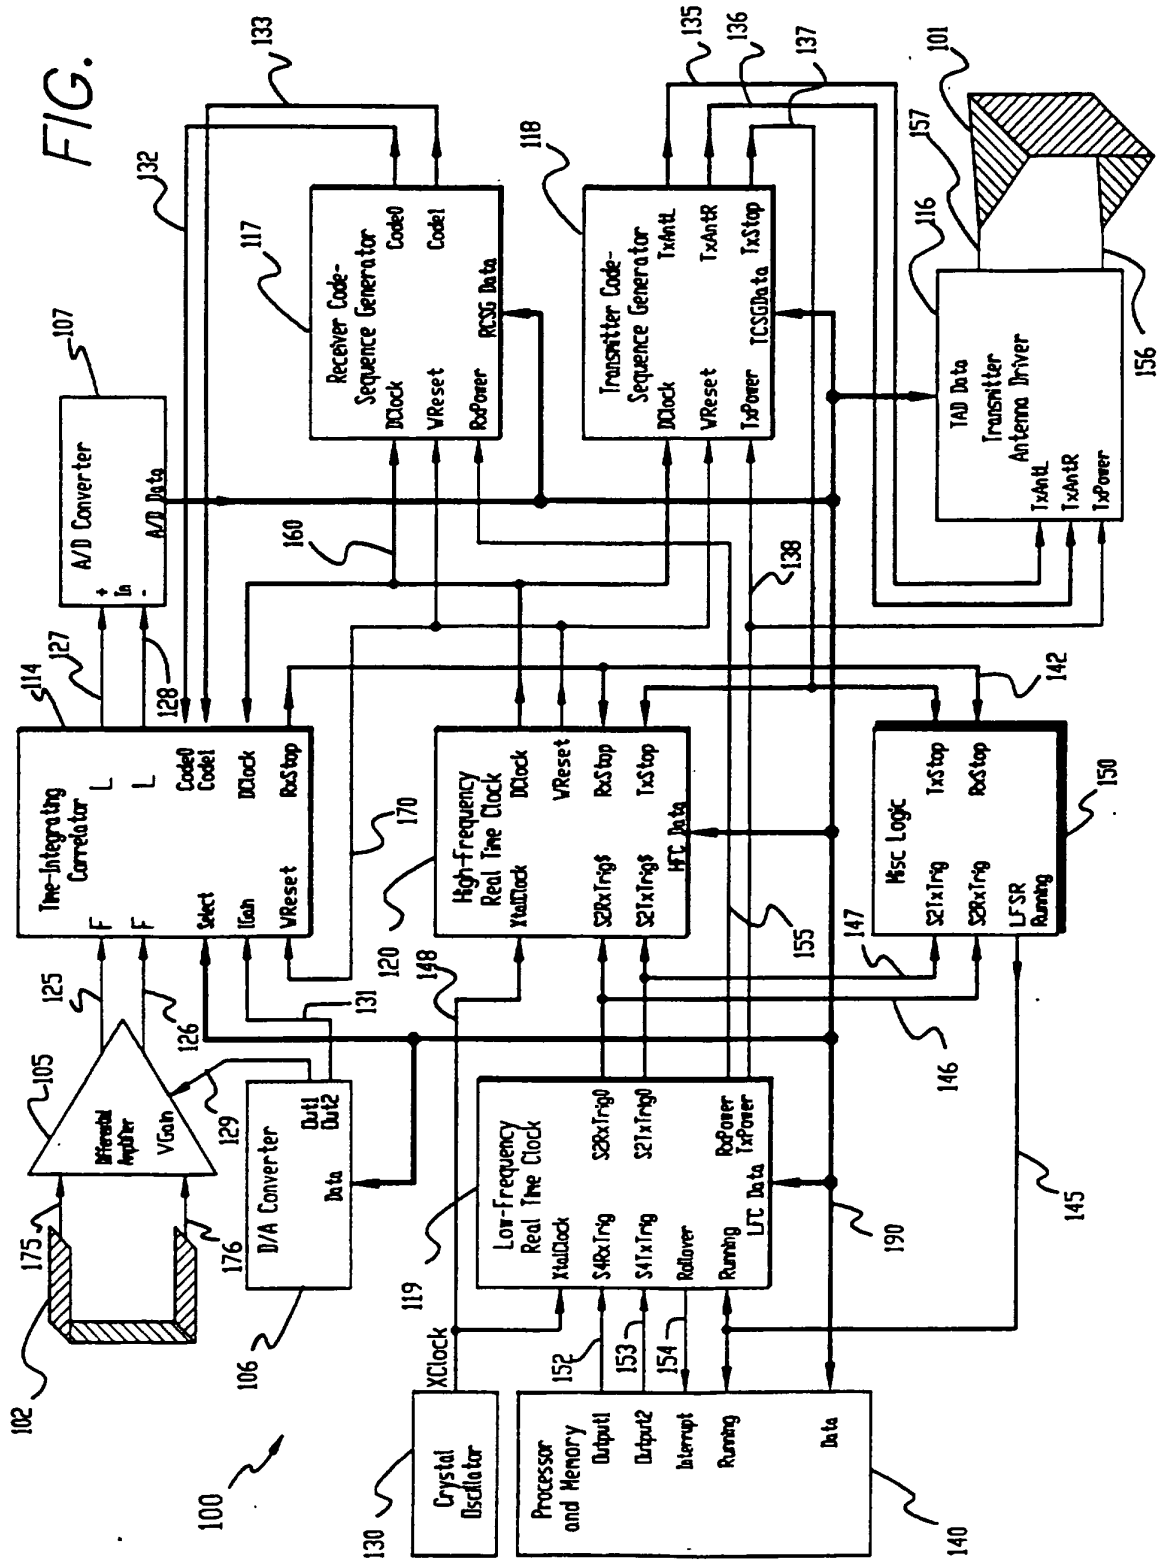 FIG.
100
102
175
176
105
Differential
Amplifier
VGain
125
126
129
131
106
D/A Converter
Out1
Out2
Data
114
Time-Integrating
Correlator
F
F
L
L
Select
IGain
WReset
Code0
Code1
DClock
RxStop
127
128
107
A/D Converter
+
In
-
A/D Data
132
133
117
Receiver Code-
Sequence Generator
DClock
WReset
RxPower
Code0
Code1
RCSG Data
160
170
130
Crystal
Oscillator
XClock
148
120
High-Frequency
Real Time Clock
XtalClock
S2RxTrig$
S2TxTrig$
DClock
WReset
RxStop
TxStop
HFC Data
119
Low-Frequency
Real Time Clock
XtalClock
S4RxTrig
S4TxTrig
Rollover
Running
S2RxTrig0
S2TxTrig0
RxPower
TxPower
LFC Data
140
Processor
and Memory
Output1
Output2
Interrupt
Running
Data
152
153
154
155
138
118
Transmitter Code-
Sequence Generator
DClock
WReset
TxPower
TxAntL
TxAntR
TxStop
TCSGData
135
136
137
142
150
Misc Logic
S2TxTrig
S2RxTrig
LFSR
Running
TxStop
RxStop
147
146
145
190
116
TAD Data
Transmitter
Antenna Driver
TxAntL
TxAntR
TxPower
157
156
101